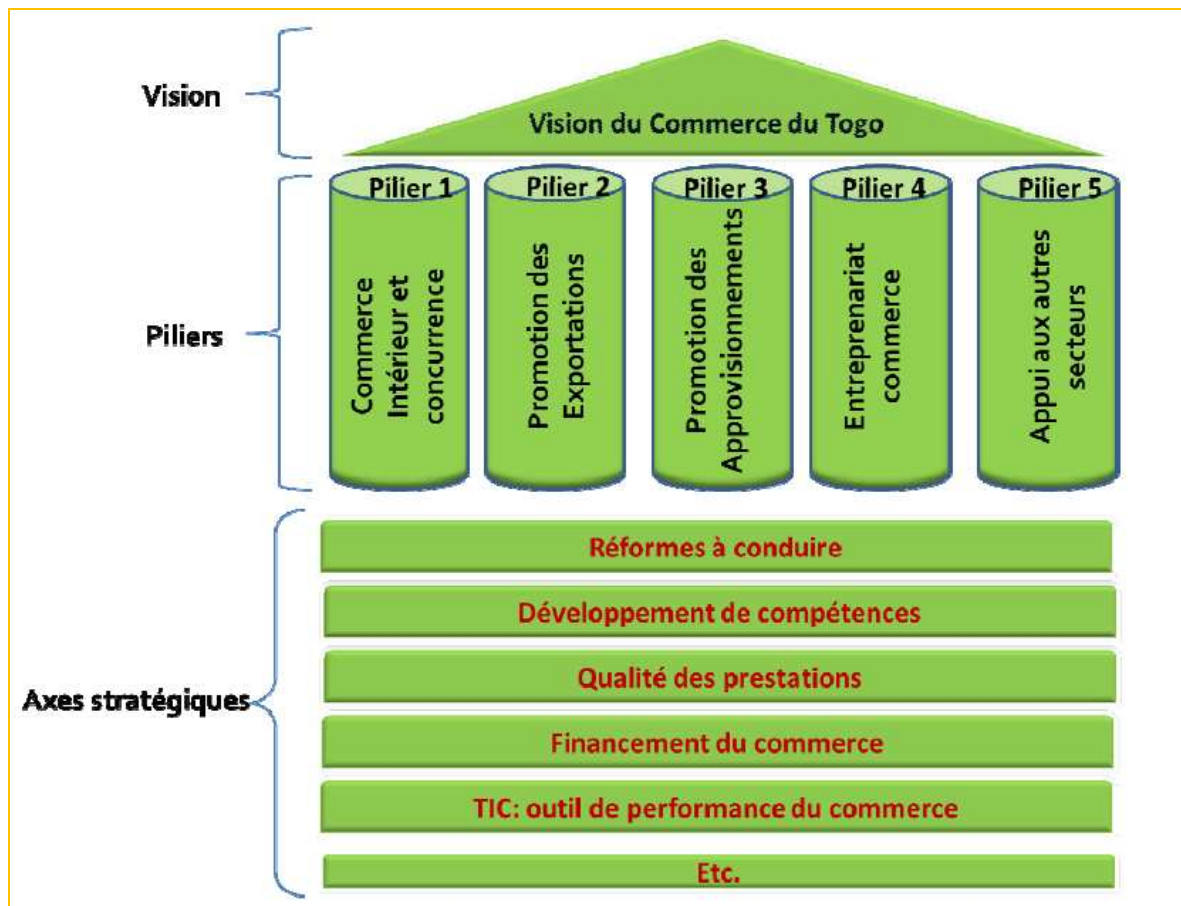 Vision
Vision du Commerce du Togo
Piliers
Pilier 1
Commerce
Intérieur et
concurrence
Pilier 2
Promotion des
Exportations
Pilier 3
Promotion des
Approvisionnements
Pilier 4
Entreprenariat
commerce
Pilier 5
Appui aux autres
secteurs
Axes stratégiques
Réformes à conduire
Développement de compétences
Qualité des prestations
Financement du commerce
TIC: outil de performance du commerce
Etc.